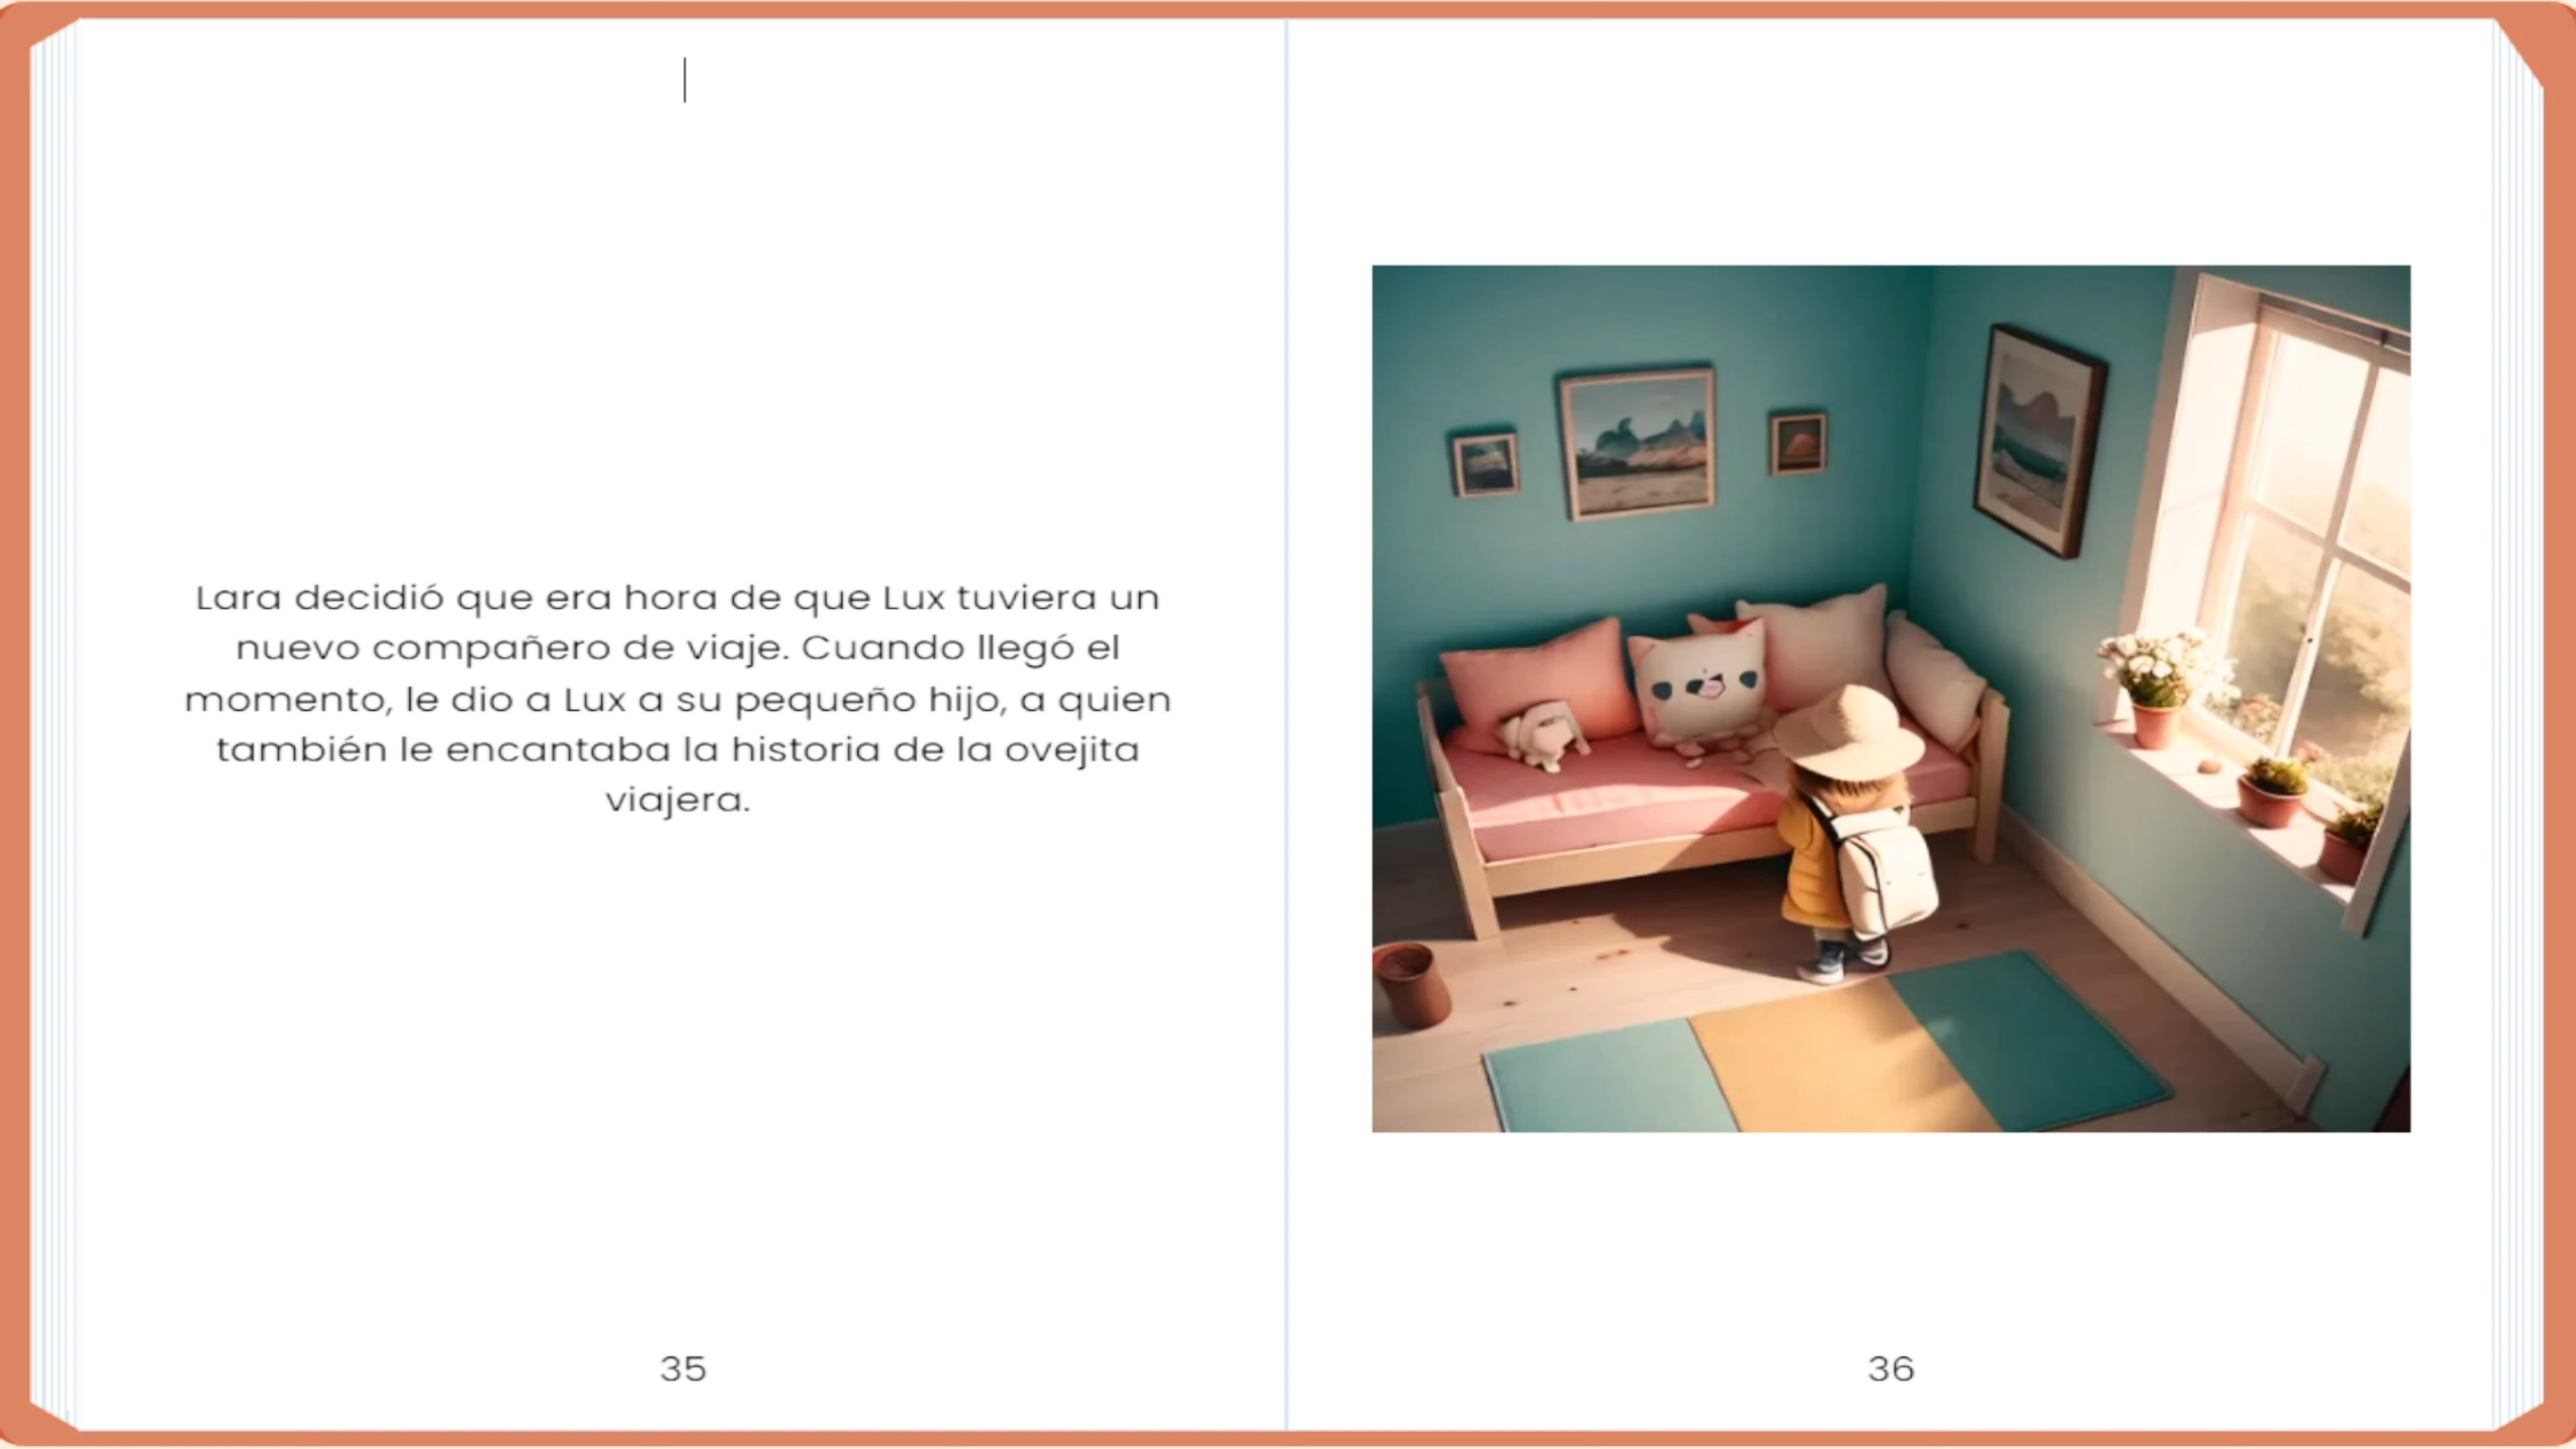 Lara decidió que era hora de que Lux tuviera un
nuevo compañero de viaje. Cuando llegó el
momento, le dio a Lux a su pequeño hijo, a quien
también le encantaba la historia de la ovejita
viajera.
35
36